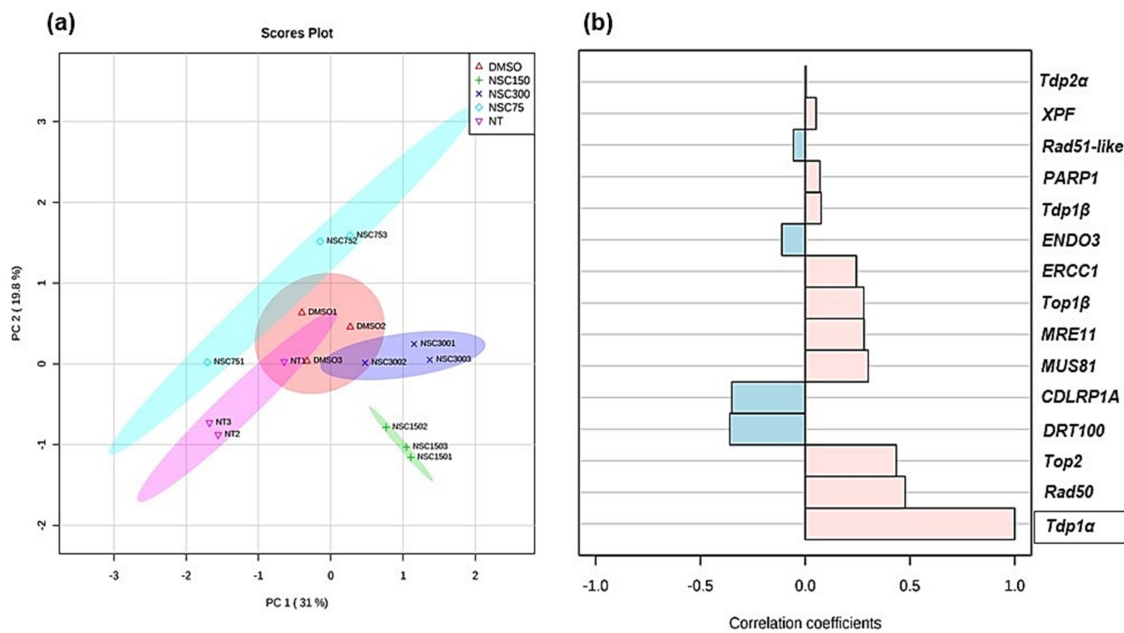 (a)
Scores Plot
DMSO
NSC150
NSC300
NSC75
NT
PC 2 ( 19.8 %)
3
2
1
0
-1
-2
NSC752
NSC753
DMSO1
DMSO2
NSC3001
NSC751
NT1
DMSO3
NSC3002
NSC3003
NT3
NT2
NSC1502
NSC1503
NSC1501
-3
-2
-1
0
1
2
PC 1 ( 31 %)
(b)
Tdp2α
XPF
Rad51-like
PARP1
Tdp1β
ENDO3
ERCC1
Top1β
MRE11
MUS81
CDLRP1A
DRT100
Top2
Rad50
Tdp1α
-1.0
-0.5
0.0
0.5
1.0
Correlation coefficients